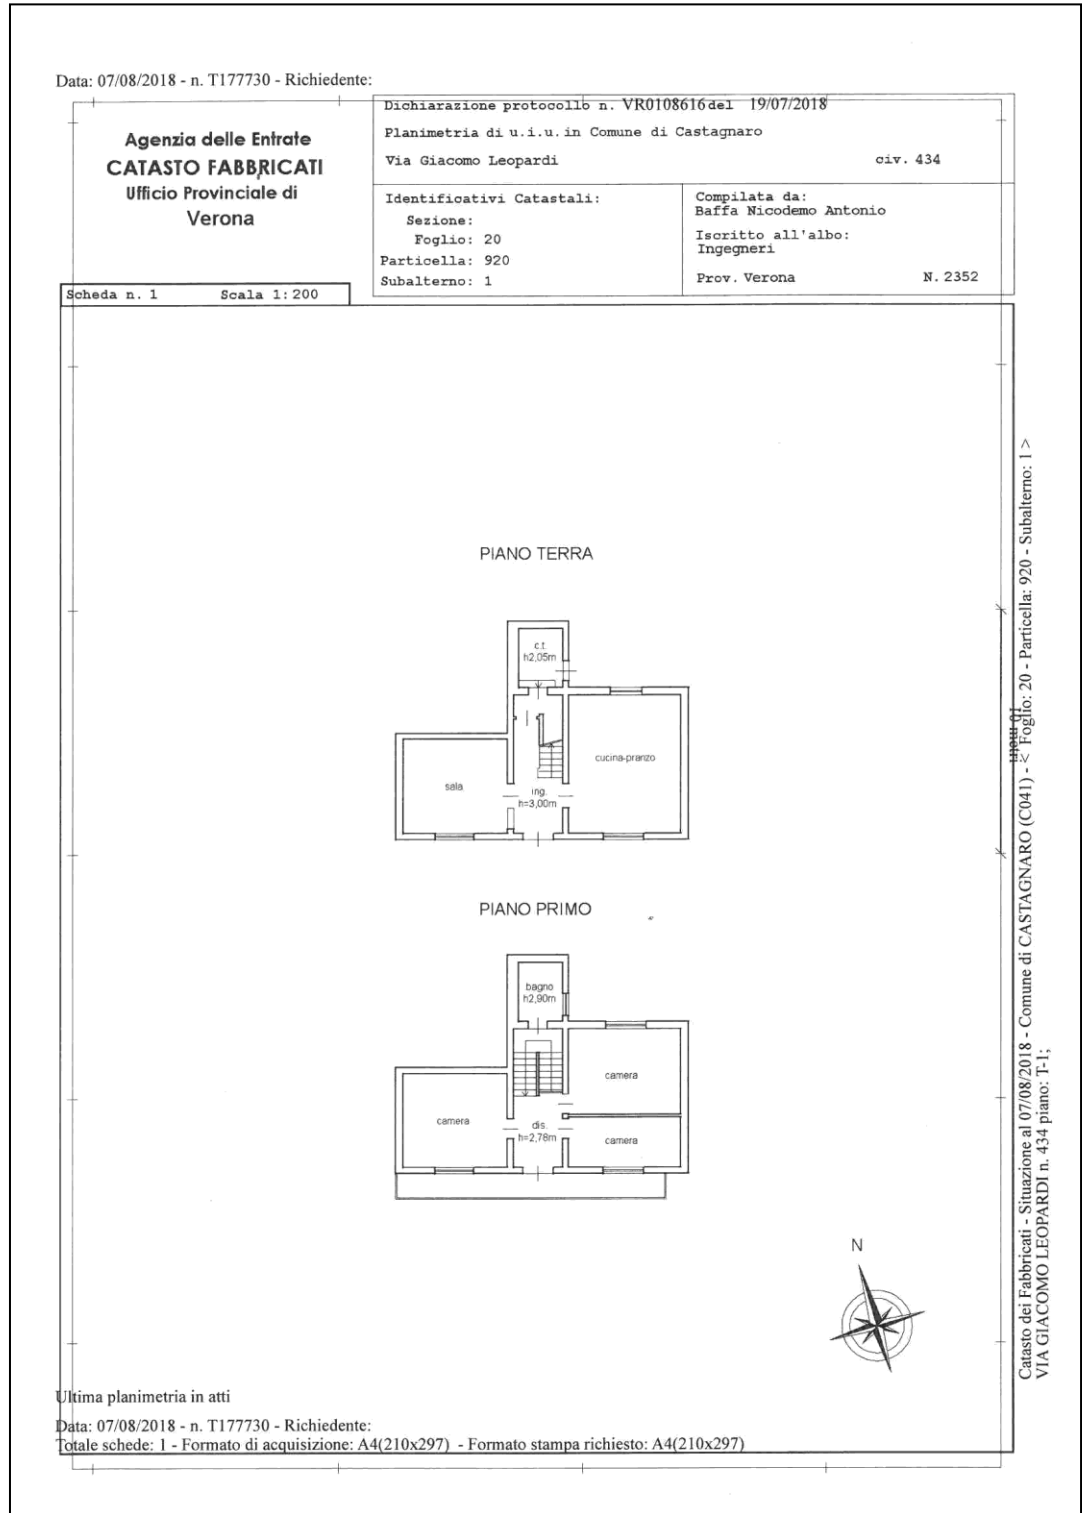 Data: 07/08/2018 - n. T177730 - Richiedente:
Agenzia delle Entrate
CATASTO FABBRICATI
Ufficio Provinciale di
Verona
Dichiarazione protocollo n. VR0108616 del 19/07/2018
Planimetria di u.i.u. in Comune di Castagnaro
Via Giacomo Leopardi civ. 434
Identificativi Catastali:
Sezione:
Foglio: 20
Particella: 920
Subalterno: 1
Compilata da:
Baffa Nicodemo Antonio
Iscritto all'albo:
Ingegneri
Prov. Verona N. 2352
Scheda n. 1 Scala 1:200
PIANO TERRA
c.t.
h2,05m
cucina-pranzo
sala
ing.
h=3,00m
PIANO PRIMO
bagno
h2,90m
camera
camera
dis.
h=2,78m
camera
N
10 metri
Catasto dei Fabbricati - Situazione al 07/08/2018 - Comune di CASTAGNARO (C041) - < Foglio: 20 - Particella: 920 - Subalterno: 1 >
VIA GIACOMO LEOPARDI n. 434 piano: T-1;
Ultima planimetria in atti
Data: 07/08/2018 - n. T177730 - Richiedente:
Totale schede: 1 - Formato di acquisizione: A4(210x297) - Formato stampa richiesto: A4(210x297)